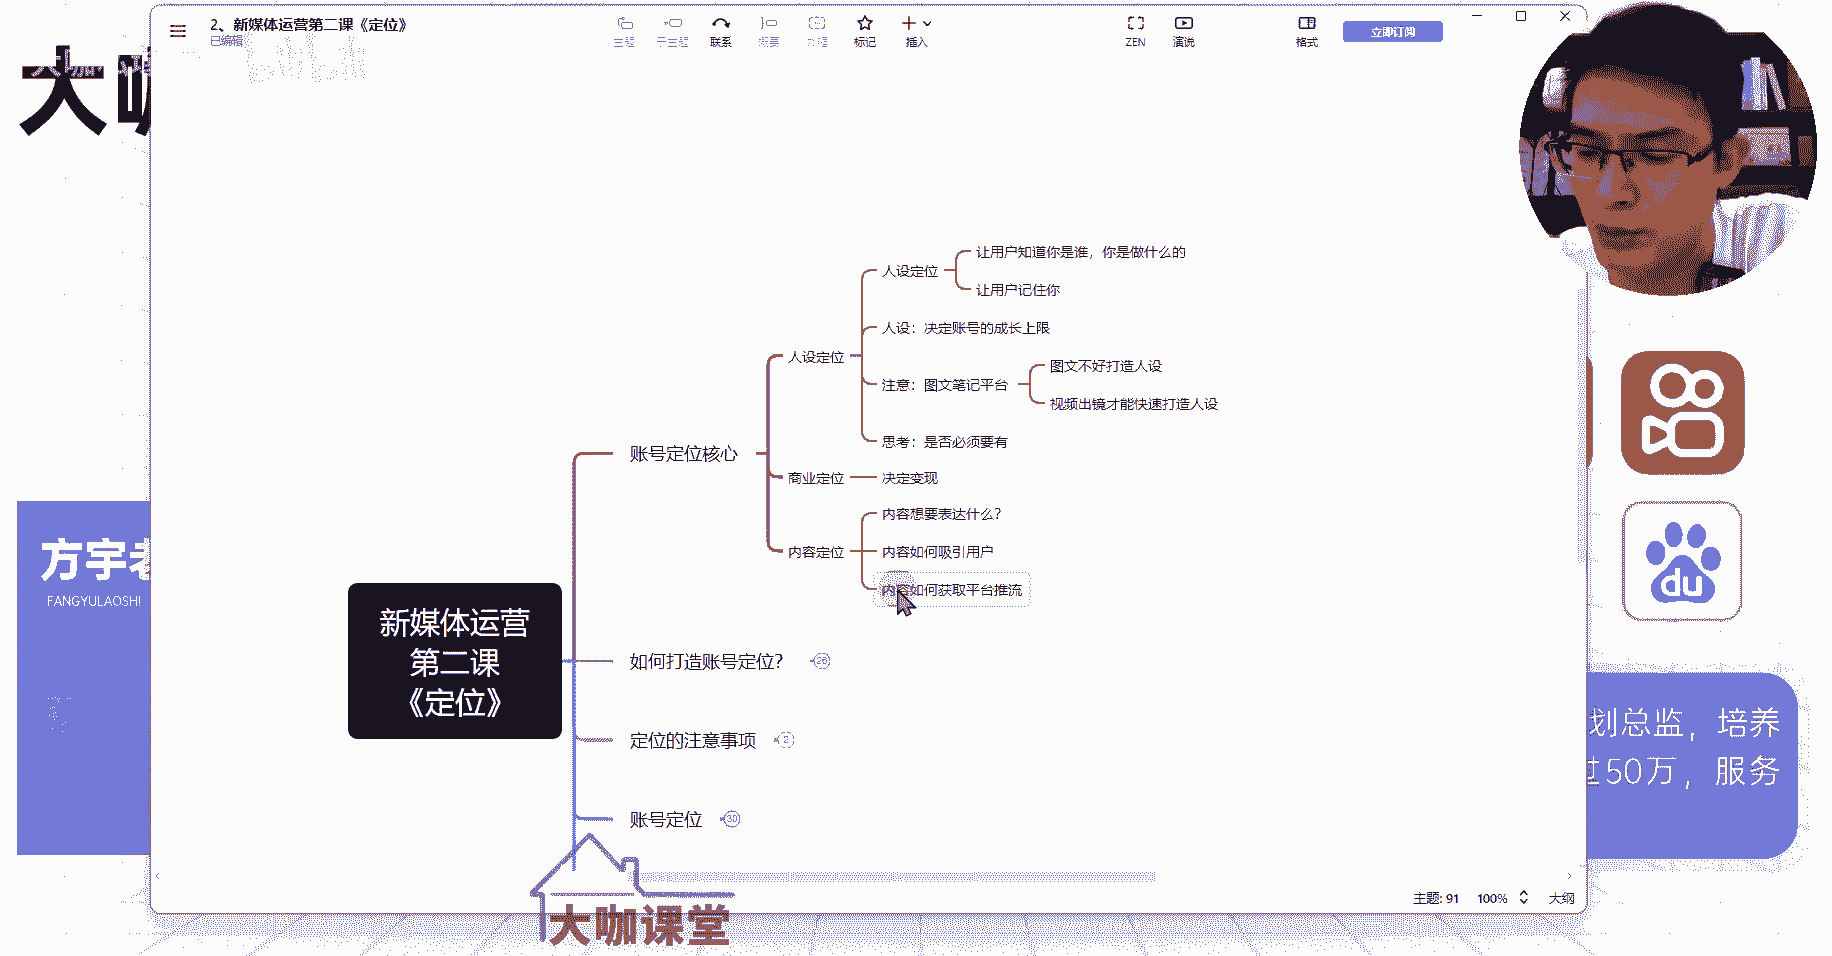 2、新媒体运营第二课《定位》
已编辑
主题
子主题
联系
概要
外框
标记
插入
ZEN
演说
格式
立即订阅
大咖
让用户知道你是谁，你是做什么的
人设定位
让用户记住你
人设：决定账号的成长上限
人设定位
图文不好打造人设
注意：图文笔记平台
视频出镜才能快速打造人设
思考：是否必须要有
账号定位核心
商业定位
决定变现
内容想要表达什么？
内容定位
内容如何吸引用户
内容如何获取平台推流
方宇老
FANGYULAOSHI
新媒体运营
第二课
《定位》
如何打造账号定位？
26
定位的注意事项
2
账号定位
30
du
划总监，培养
过50万，服务
主题: 91
100%
大纲
大咖课堂